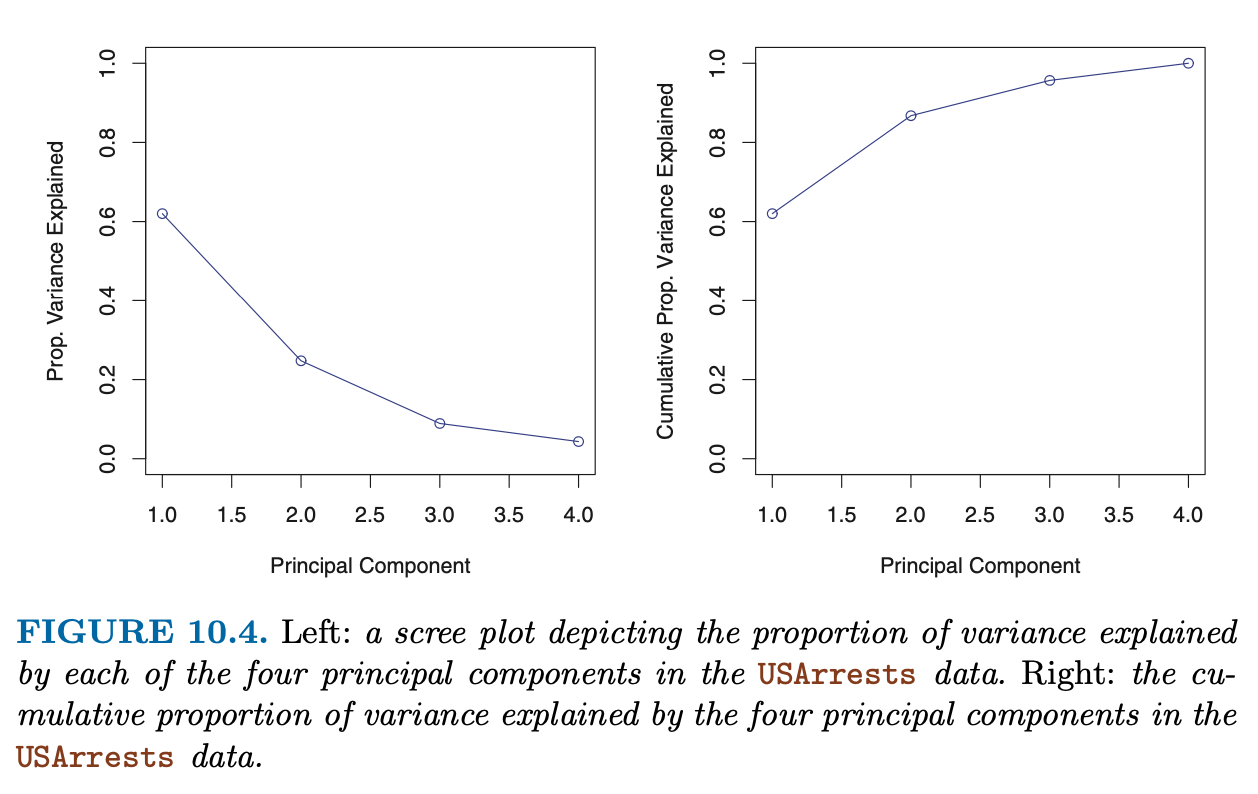 Prop. Variance Explained
1.0
0.8
0.6
0.4
0.2
0.0
1.0 1.5 2.0 2.5 3.0 3.5 4.0
Principal Component
Cumulative Prop. Variance Explained
1.0
0.8
0.6
0.4
0.2
0.0
1.0 1.5 2.0 2.5 3.0 3.5 4.0
Principal Component
FIGURE 10.4. Left: a scree plot depicting the proportion of variance explained
by each of the four principal components in the USArrests data. Right: the cu-
mulative proportion of variance explained by the four principal components in the
USArrests data.